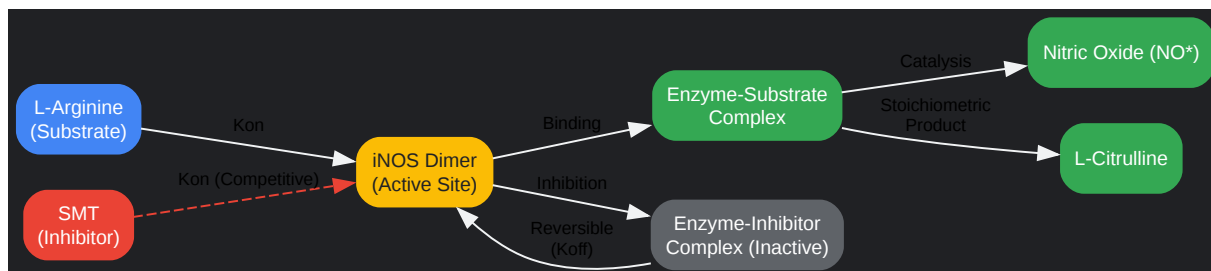 L-Arginine
(Substrate)
SMT
(Inhibitor)
Kon
Kon (Competitive)
iNOS Dimer
(Active Site)
Binding
Inhibition
Reversible
(Koff)
Enzyme-Substrate
Complex
Enzyme-Inhibitor
Complex (Inactive)
Catalysis
Stoichiometric
Product
Nitric Oxide (NO*)
L-Citrulline